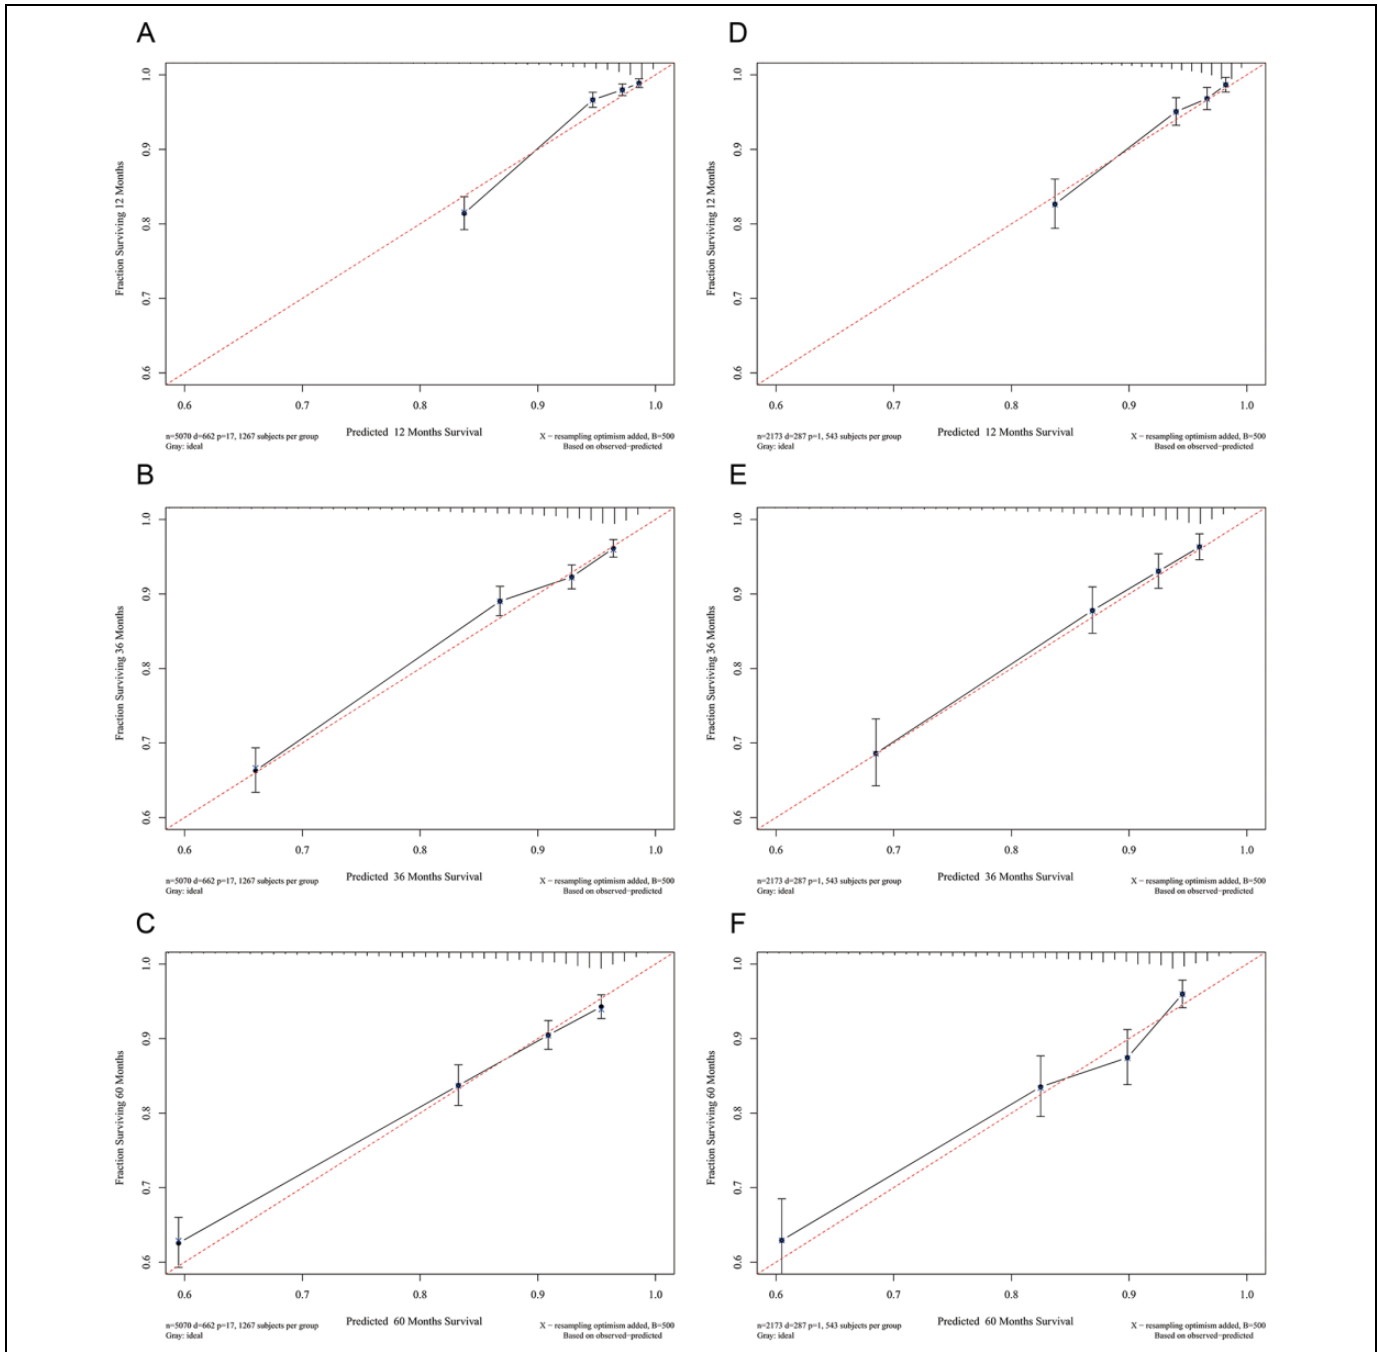 A
1.0
0.9
0.8
0.7
0.6
Fraction Surviving 12 Months
0.6 0.7 0.8 0.9 1.0
n=5070 d=662 p=17, 1267 subjects per group
Gray: ideal
Predicted 12 Months Survival
X − resampling optimism added, B=500
Based on observed−predicted
D
1.0
0.9
0.8
0.7
0.6
Fraction Surviving 12 Months
0.6 0.7 0.8 0.9 1.0
n=2173 d=287 p=1, 543 subjects per group
Gray: ideal
Predicted 12 Months Survival
X − resampling optimism added, B=500
Based on observed−predicted
B
1.0
0.9
0.8
0.7
0.6
Fraction Surviving 36 Months
0.6 0.7 0.8 0.9 1.0
n=5070 d=662 p=17, 1267 subjects per group
Gray: ideal
Predicted 36 Months Survival
X − resampling optimism added, B=500
Based on observed−predicted
E
1.0
0.9
0.8
0.7
0.6
Fraction Surviving 36 Months
0.6 0.7 0.8 0.9 1.0
n=2173 d=287 p=1, 543 subjects per group
Gray: ideal
Predicted 36 Months Survival
X − resampling optimism added, B=500
Based on observed−predicted
C
1.0
0.9
0.8
0.7
0.6
Fraction Surviving 60 Months
0.6 0.7 0.8 0.9 1.0
n=5070 d=662 p=17, 1267 subjects per group
Gray: ideal
Predicted 60 Months Survival
X − resampling optimism added, B=500
Based on observed−predicted
F
1.0
0.9
0.8
0.7
0.6
Fraction Surviving 60 Months
0.6 0.7 0.8 0.9 1.0
n=2173 d=287 p=1, 543 subjects per group
Gray: ideal
Predicted 60 Months Survival
X − resampling optimism added, B=500
Based on observed−predicted